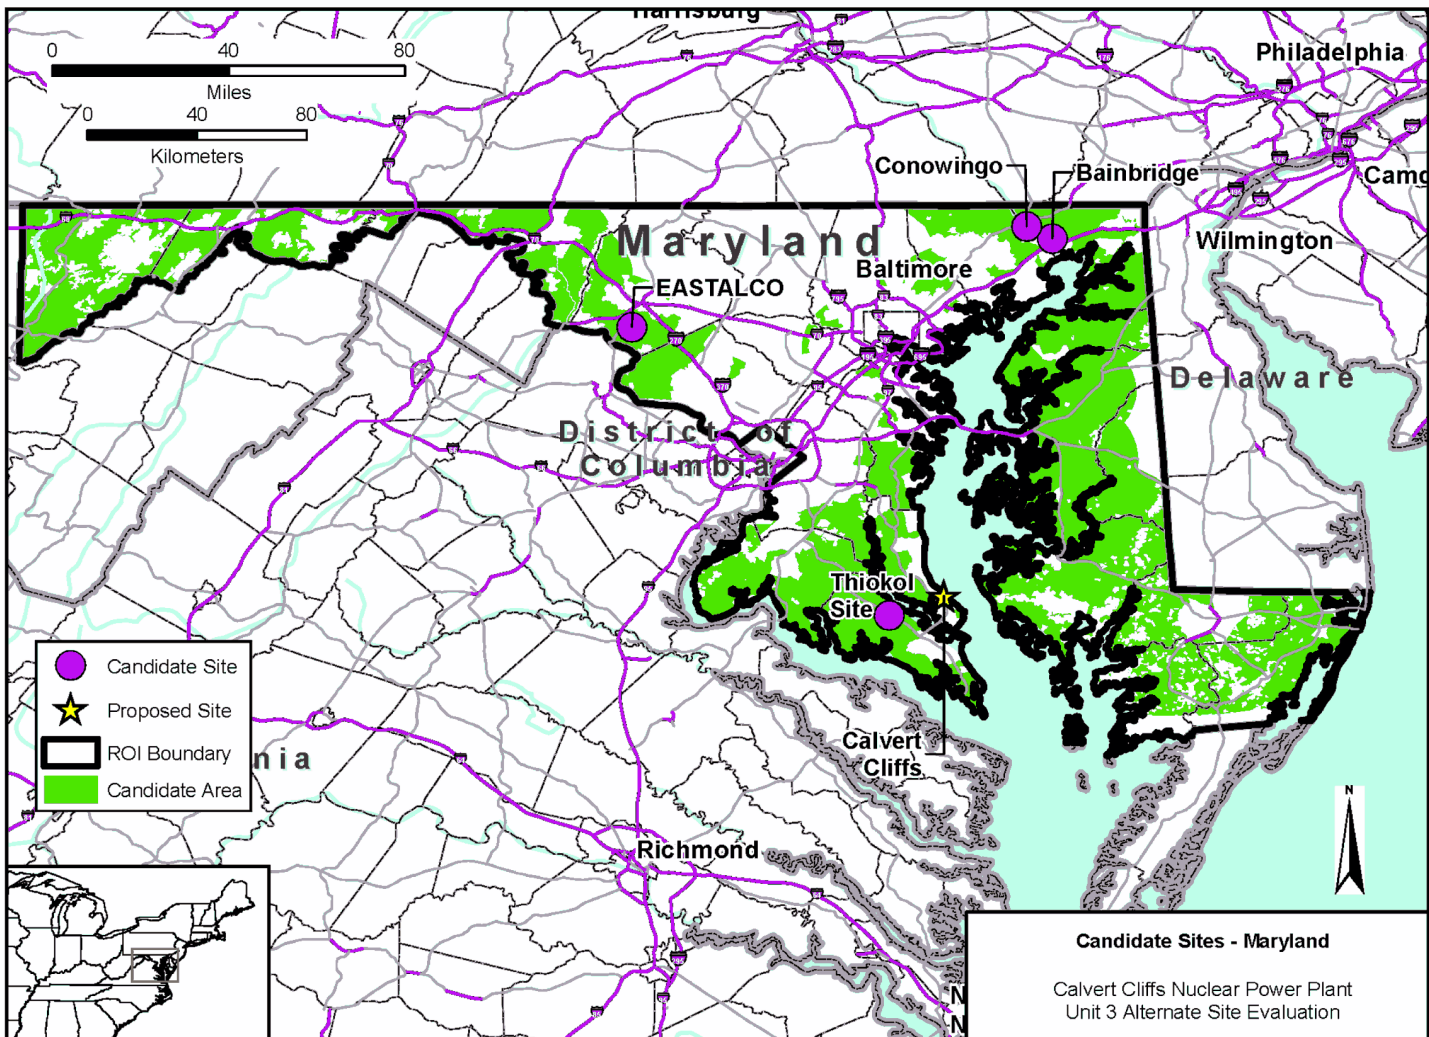 Harrisburg
0 40 80
Miles
0 40 80
Kilometers
Philadelphia
Conowingo
Bainbridge
Camd
Wilmington
Maryland
Baltimore
EASTALCO
Delaware
District of
Columbia
Thiokol
Site
Candidate Site
Proposed Site
ROI Boundary
Candidate Area
nia
Calvert
Cliffs
Richmond
N
Candidate Sites - Maryland
Calvert Cliffs Nuclear Power Plant
Unit 3 Alternate Site Evaluation
N
N